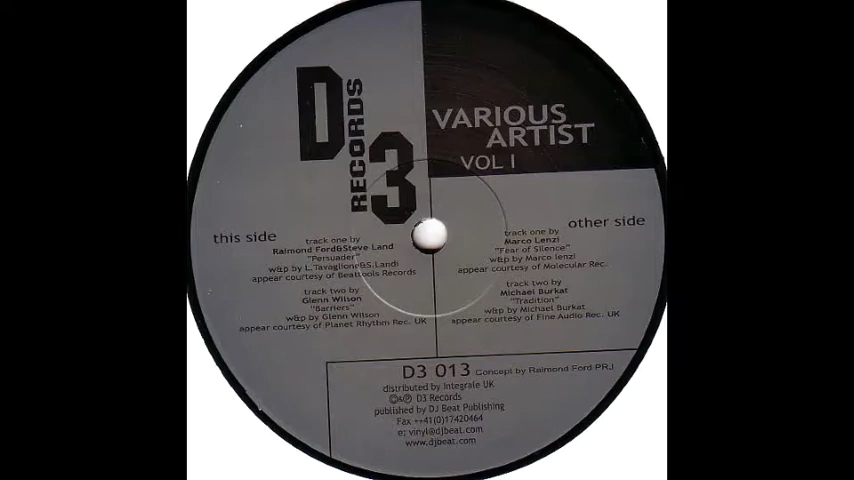 D3
RECORDS
VARIOUS
ARTIST
VOL I
this side
track one by
Raimond Ford&Steve Land
"Persuader"
w&p by L.Tavaglione&S.Landi
appear courtesy of Beattools Records
track two by
Glenn Wilson
"Barriers"
w&p by Glenn Wilson
appear courtesy of Planet Rhythm Rec. UK
other side
track one by
Marco Lenzi
"Fear of Silence"
w&p by Marco lenzi
appear courtesy of Molecular Rec.
track two by
Michael Burkat
"Tradition"
w&p by Michael Burkat
appear courtesy of Fine Audio Rec. UK
D3 013 Concept by Raimond Ford PR.J
distributed by Integrale UK
©&℗ D3 Records
published by DJ Beat Publishing
Fax ++41(0)17420464
e: vinyl@djbeat.com
www.djbeat.com